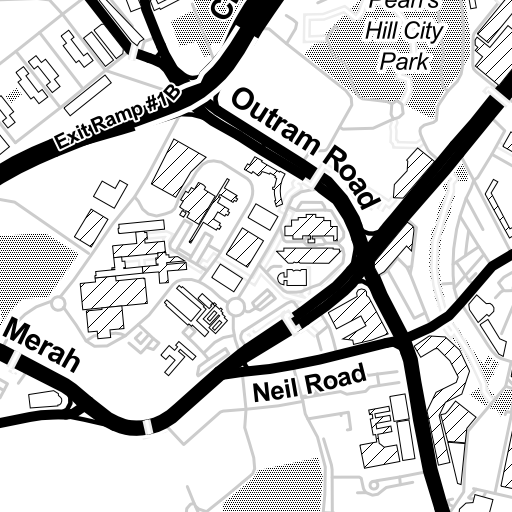 Pearl's
Hill City
Park
Outram Road
Exit Ramp #1B
Merah
Neil Road